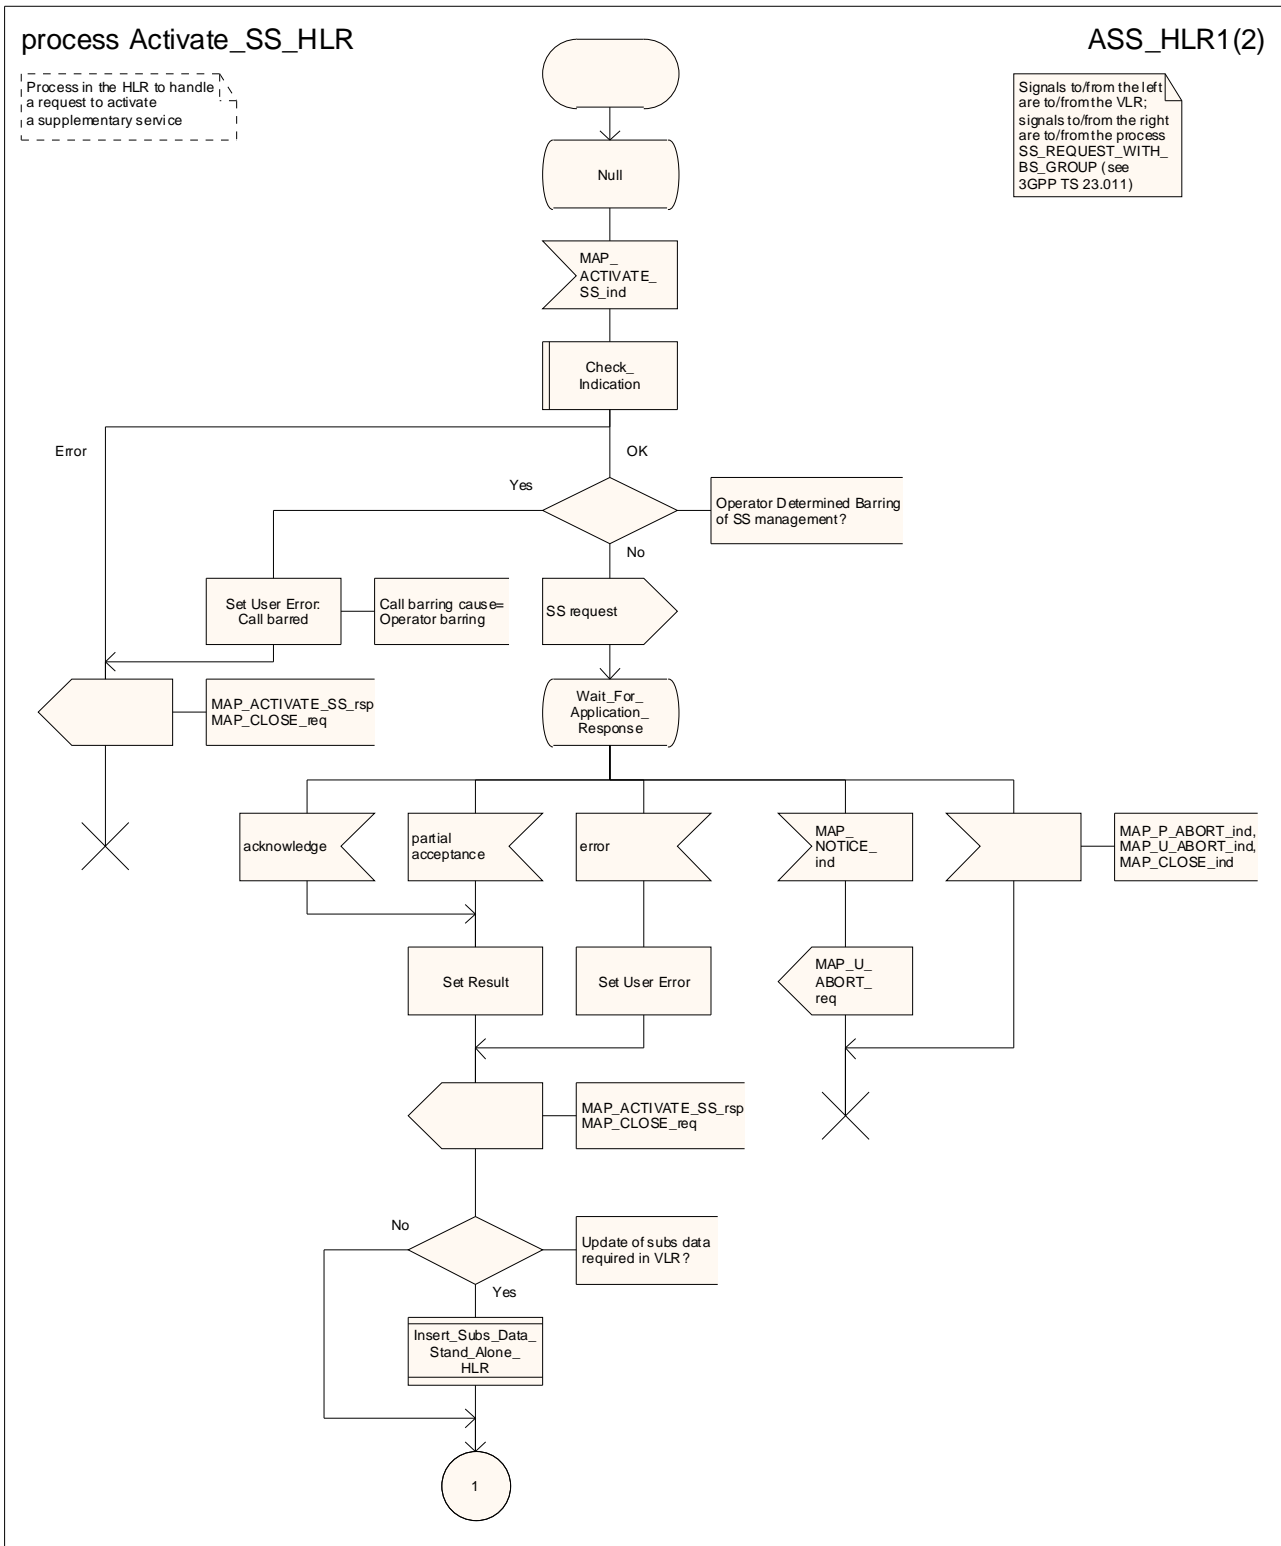 process Activate_SS_HLR
ASS_HLR1(2)
Process in the HLR to handle
a request to activate
a supplementary service
Signals to/from the left
are to/from the VLR;
signals to/from the right
are to/from the process
SS_REQUEST_WITH_
BS_GROUP (see
3GPP TS 23.011)
Null
MAP_
ACTIVATE_
SS_ind
Check_
Indication
Error
OK
Yes
Operator Determined Barring
of SS management?
No
Set User Error:
Call barred
Call barring cause=
Operator barring
SS request
MAP_ACTIVATE_SS_rsp
MAP_CLOSE_req
Wait_For_
Application_
Response
acknowledge
partial
acceptance
error
MAP_
NOTICE_
ind
MAP_P_ABORT_ind,
MAP_U_ABORT_ind,
MAP_CLOSE_ind
Set Result
Set User Error
MAP_U_
ABORT_
req
MAP_ACTIVATE_SS_rsp
MAP_CLOSE_req
No
Update of subs data
required in VLR?
Yes
Insert_Subs_Data_
Stand_Alone_
HLR
1